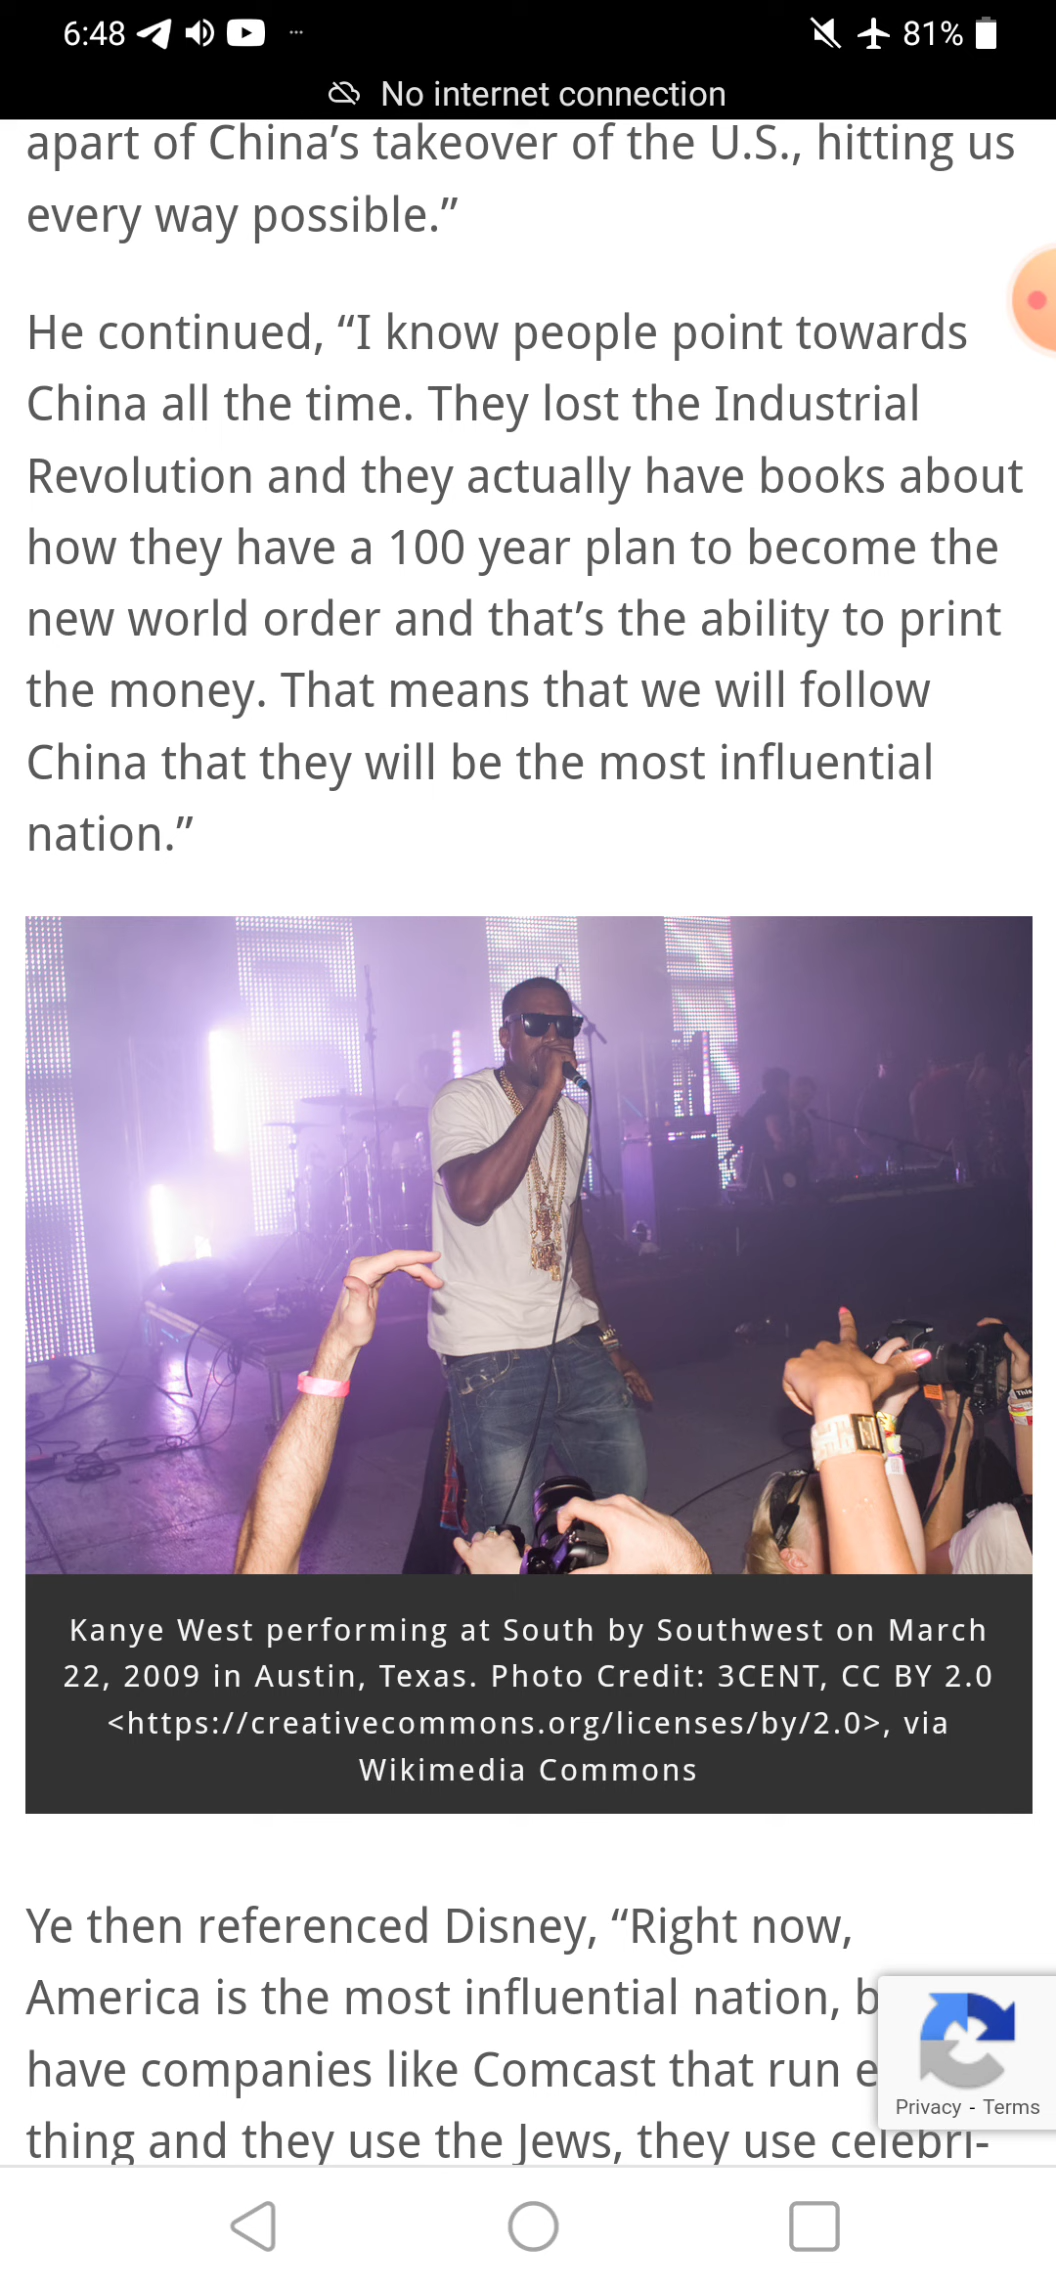 6:48 ... 81%
No internet connection
apart of China’s takeover of the U.S., hitting us
every way possible.”
He continued, “I know people point towards
China all the time. They lost the Industrial
Revolution and they actually have books about
how they have a 100 year plan to become the
new world order and that’s the ability to print
the money. That means that we will follow
China that they will be the most influential
nation.”
Kanye West performing at South by Southwest on March
22, 2009 in Austin, Texas. Photo Credit: 3CENT, CC BY 2.0
<https://creativecommons.org/licenses/by/2.0>, via
Wikimedia Commons
Ye then referenced Disney, “Right now,
America is the most influential nation, b
have companies like Comcast that run e
thing and they use the Jews, they use celebri-
Privacy - Terms